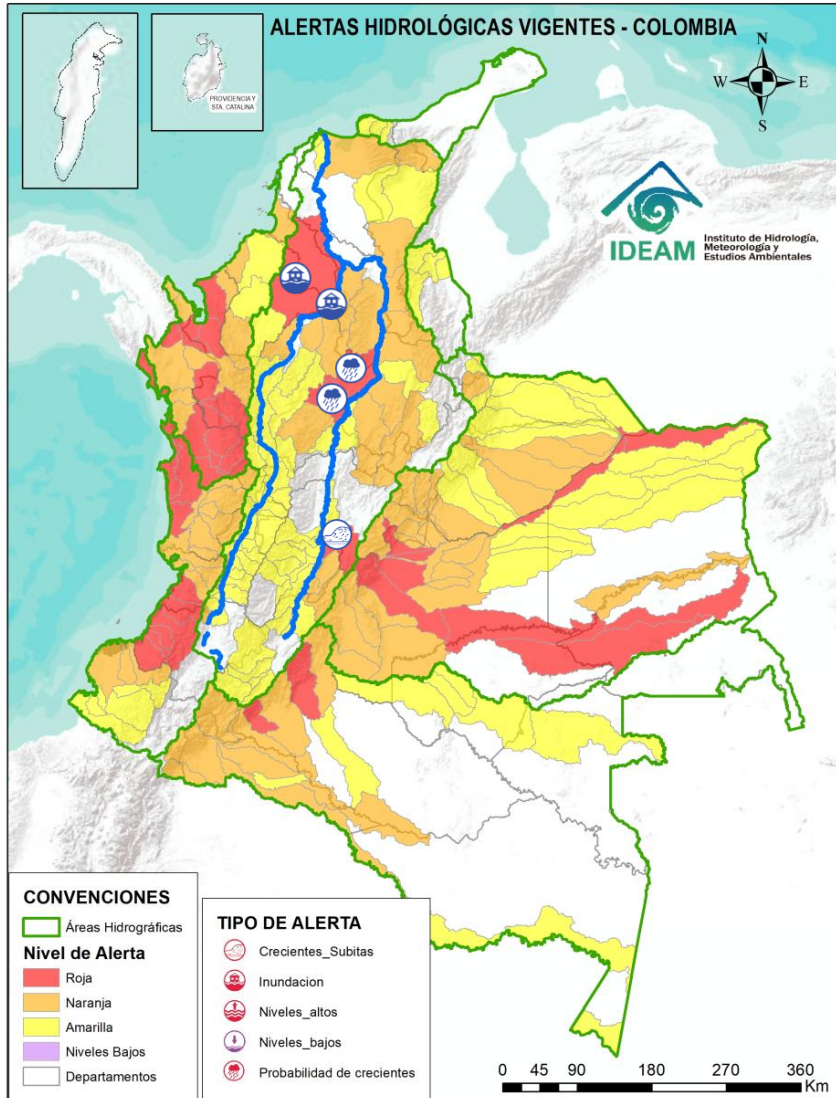 ALERTAS HIDROLÓGICAS VIGENTES - COLOMBIA
PROVIDENCIA Y
STA. CATALINA
N
W
E
S
IDEAM
Instituto de Hidrología,
Meteorología y
Estudios Ambientales
CONVENCIONES
Áreas Hidrográficas
Nivel de Alerta
Roja
Naranja
Amarilla
Niveles Bajos
Departamentos
TIPO DE ALERTA
Crecientes_Subitas
Inundacion
Niveles_altos
Niveles_bajos
Probabilidad de crecientes
0 45 90 180 270 360
Km